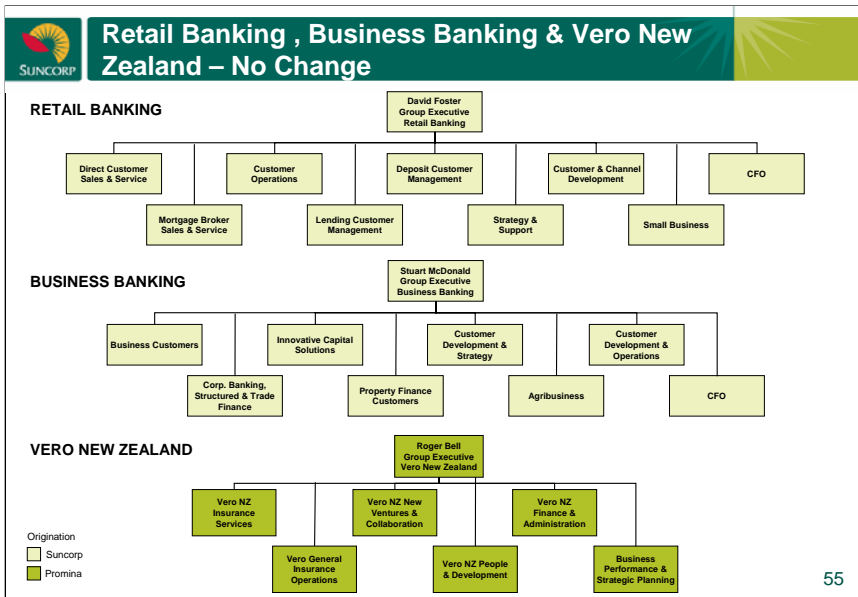 SUNCORP
Retail Banking , Business Banking & Vero New
Zealand – No Change
RETAIL BANKING
David Foster
Group Executive
Retail Banking
Direct Customer
Sales & Service
Customer
Operations
Deposit Customer
Management
Customer & Channel
Development
CFO
Mortgage Broker
Sales & Service
Lending Customer
Management
Strategy &
Support
Small Business
BUSINESS BANKING
Stuart McDonald
Group Executive
Business Banking
Business Customers
Innovative Capital
Solutions
Customer
Development &
Strategy
Customer
Development &
Operations
Corp. Banking,
Structured & Trade
Finance
Property Finance
Customers
Agribusiness
CFO
VERO NEW ZEALAND
Roger Bell
Group Executive
Vero New Zealand
Vero NZ
Insurance
Services
Vero NZ New
Ventures &
Collaboration
Vero NZ
Finance &
Administration
Vero General
Insurance
Operations
Vero NZ People
& Development
Business
Performance &
Strategic Planning
Origination
Suncorp
Promina
55